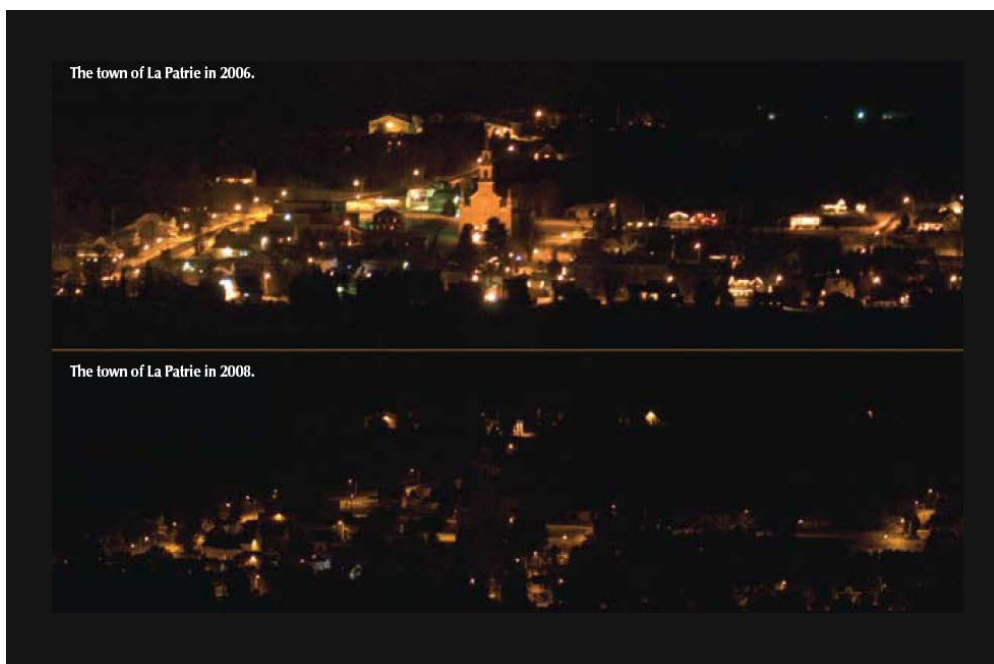 The town of La Patrie in 2006.
The town of La Patrie in 2008.